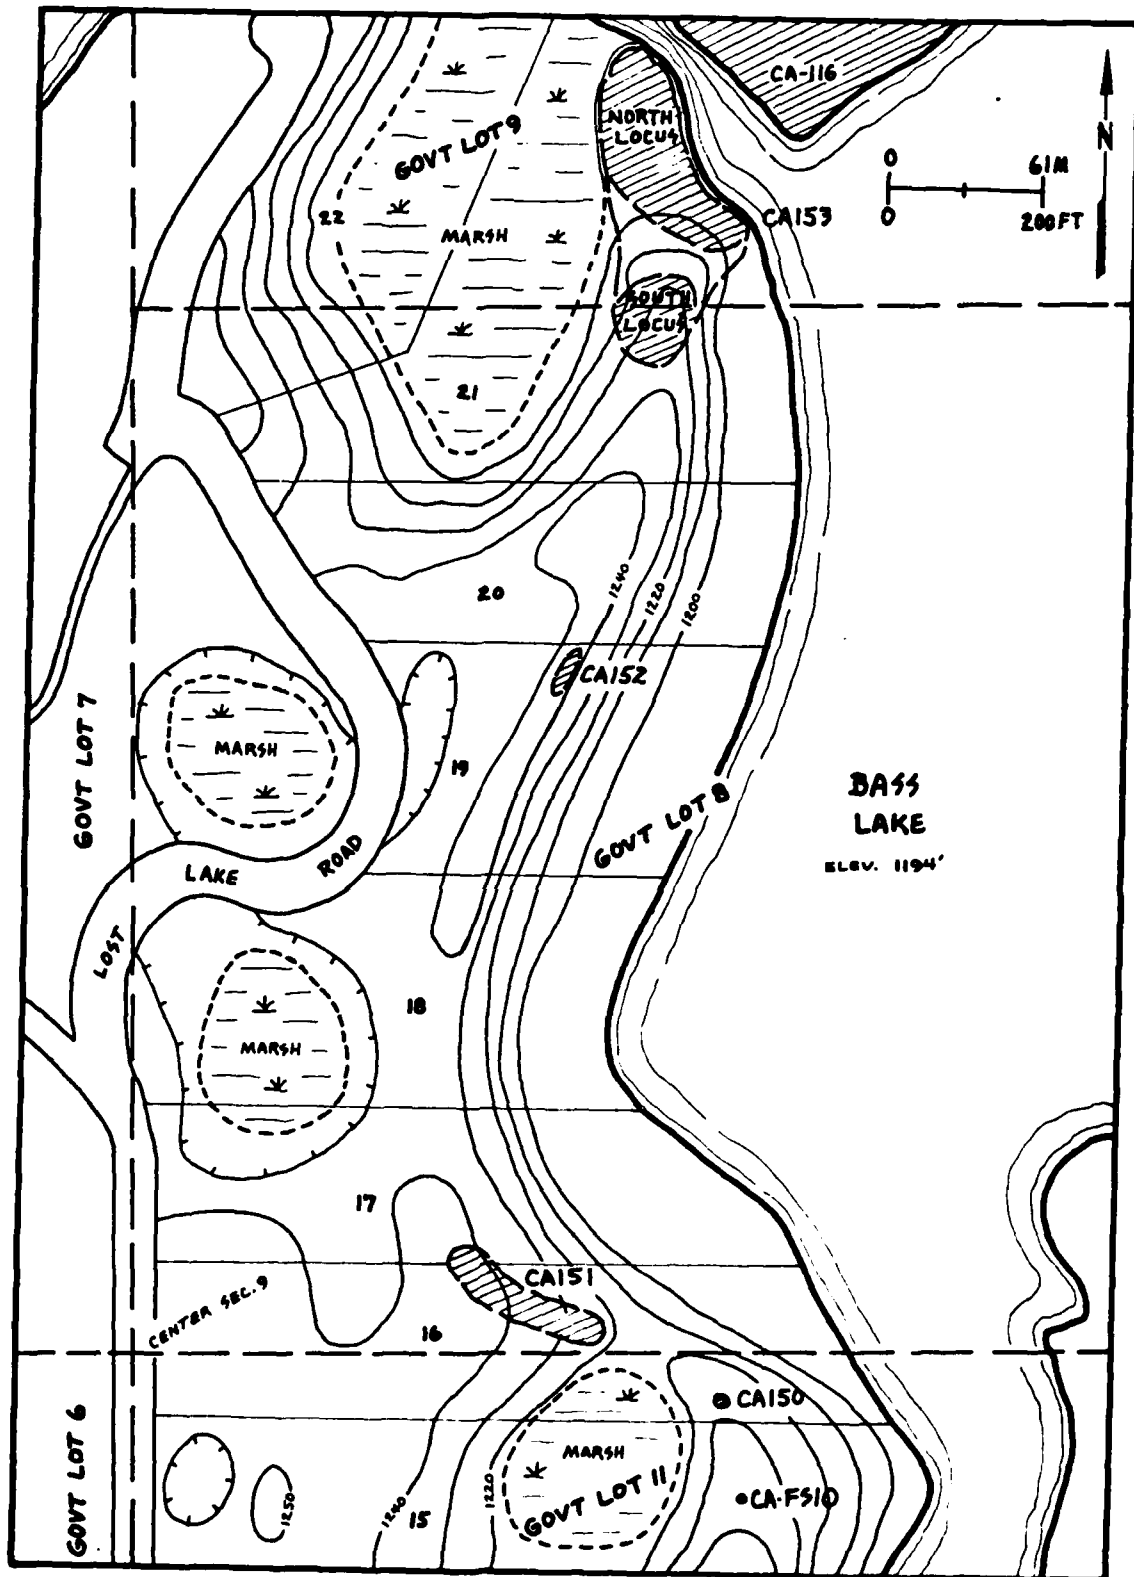 CA-116
NORTH
LOCUS
N
0
61M
0
200FT
GOVT LOT 9
CA153
22
MARSH
SOUTH
LOCUS
21
1240
1220
1200
20
CA152
GOVT LOT 7
MARSH
19
BASS
LAKE
ELEV. 1194'
GOVT LOT 8
LOST
LAKE
ROAD
18
MARSH
17
CA151
CENTER SEC. 9
16
CA150
GOVT LOT 6
MARSH
GOVT LOT 11
CA-FS10
1250
1240
15
1220